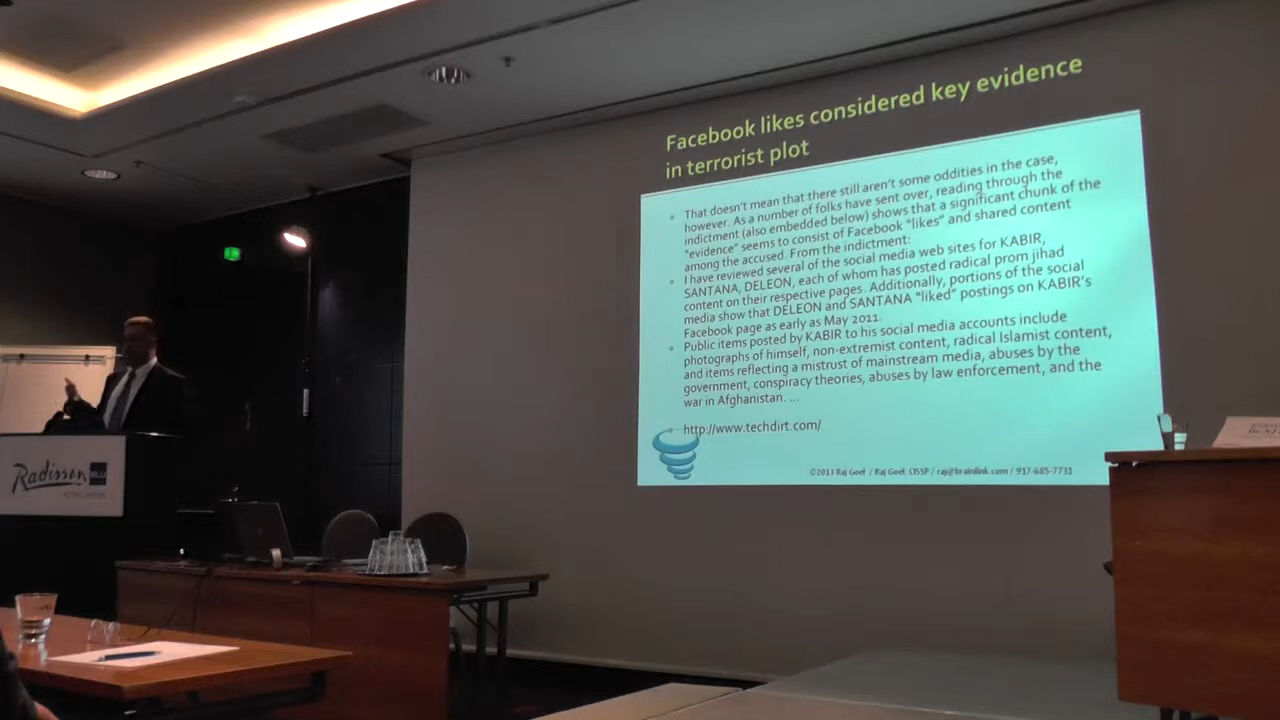 Facebook likes considered key evidence
in terrorist plot
That doesn't mean that there still aren't some oddities in the case,
however. As a number of folks have sent over, reading through the
indictment (also embedded below) shows that a significant chunk of the
"evidence" seems to consist of Facebook "likes" and shared content
among the accused. From the indictment:
I have reviewed several of the social media web sites for KABIR,
SANTANA, DELEON, each of whom has posted radical prom jihad
content on their respective pages. Additionally, portions of the social
media show that DELEON and SANTANA "liked" postings on KABIR's
Facebook page as early as May 2011.
Public items posted by KABIR to his social media accounts include
photographs of himself, non-extremist content, radical Islamist content,
and items reflecting a mistrust of mainstream media, abuses by the
government, conspiracy theories, abuses by law enforcement, and the
war in Afghanistan. ...
http://www.techdirt.com/
©2013 Raj Goel / Raj Goel, CISSP / raj@brainlink.com / 917-685-7731
Radisson BLU